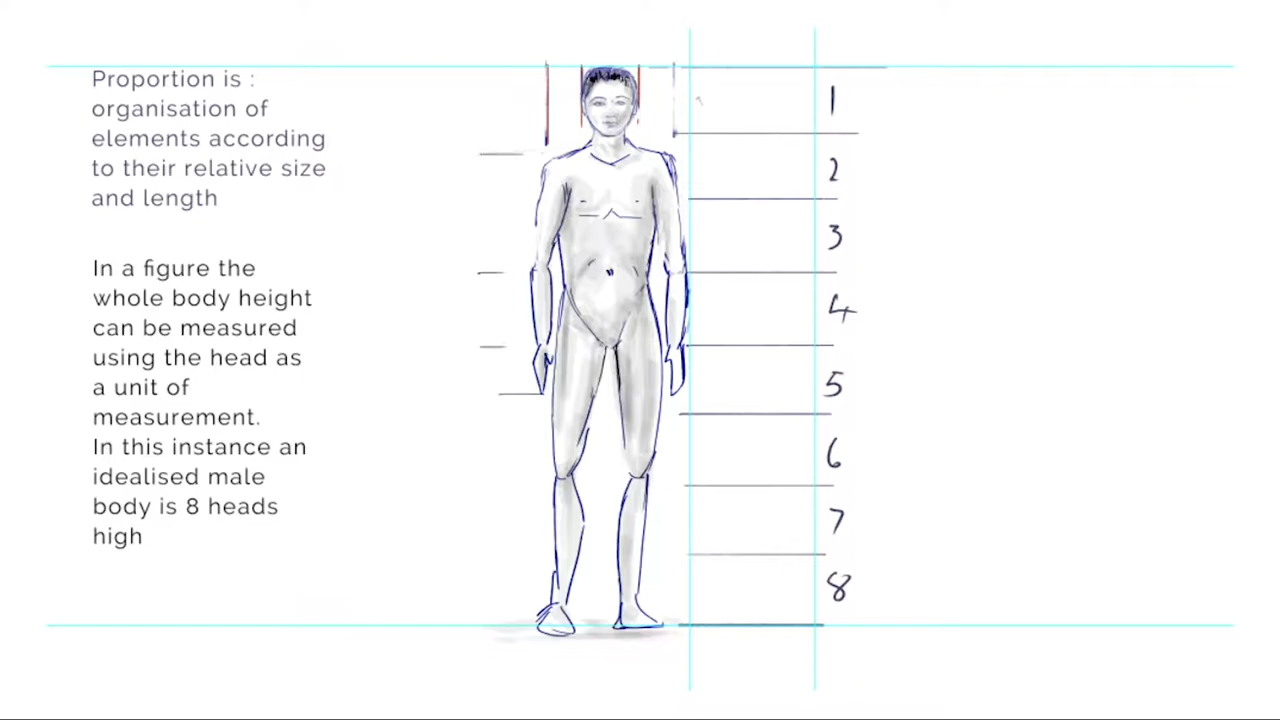 Proportion is :
organisation of
elements according
to their relative size
and length
In a figure the
whole body height
can be measured
using the head as
a unit of
measurement.
In this instance an
idealised male
body is 8 heads
high
1
2
3
4
5
6
7
8